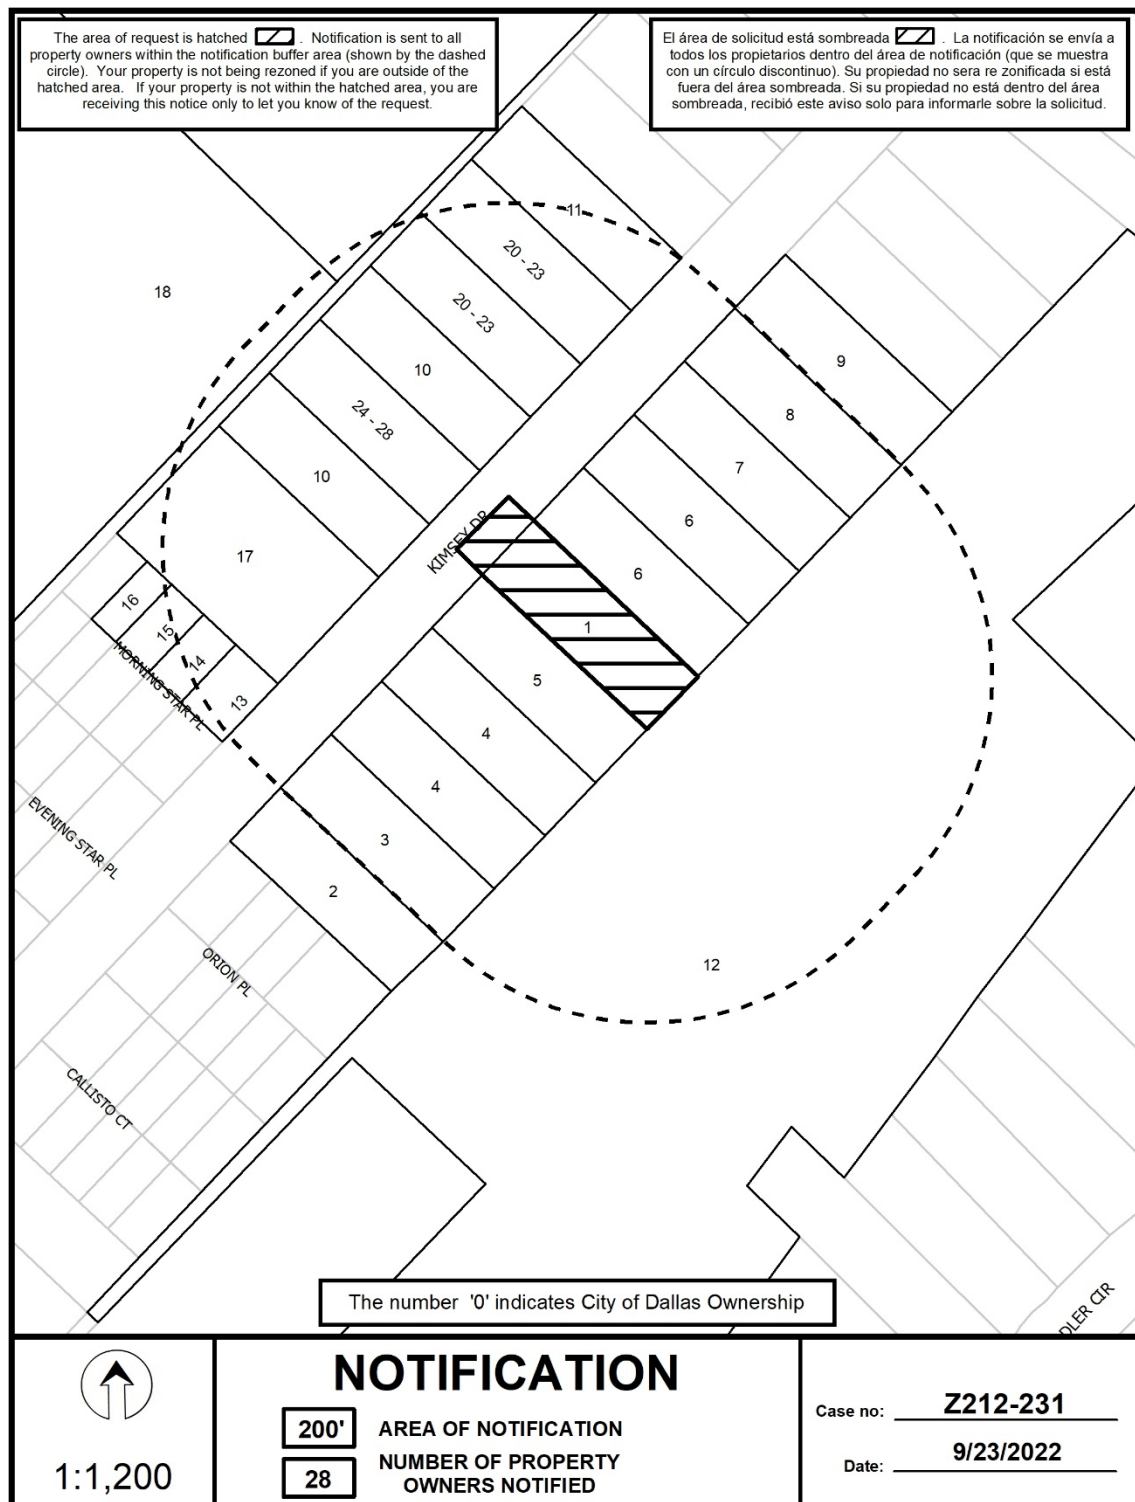 The area of request is hatched . Notification is sent to all
property owners within the notification buffer area (shown by the dashed
circle). Your property is not being rezoned if you are outside of the
hatched area. If your property is not within the hatched area, you are
receiving this notice only to let you know of the request.
El área de solicitud está sombreada . La notificación se envía a
todos los propietarios dentro del área de notificación (que se muestra
con un círculo discontinuo). Su propiedad no sera re zonificada si está
fuera del área sombreada. Si su propiedad no está dentro del área
sombreada, recibió este aviso solo para informarle sobre la solicitud.
11
20 - 23
18
20 - 23
9
10
8
24 - 28
7
10
6
KIMSEY DR
17
6
16
1
15
14
5
MORNING STAR PL
13
4
4
EVENING STAR PL
3
2
ORION PL
12
CALLISTO CT
DLER CIR
The number '0' indicates City of Dallas Ownership
1:1,200
NOTIFICATION
200' AREA OF NOTIFICATION
28 NUMBER OF PROPERTY
OWNERS NOTIFIED
Case no: Z212-231
Date: 9/23/2022